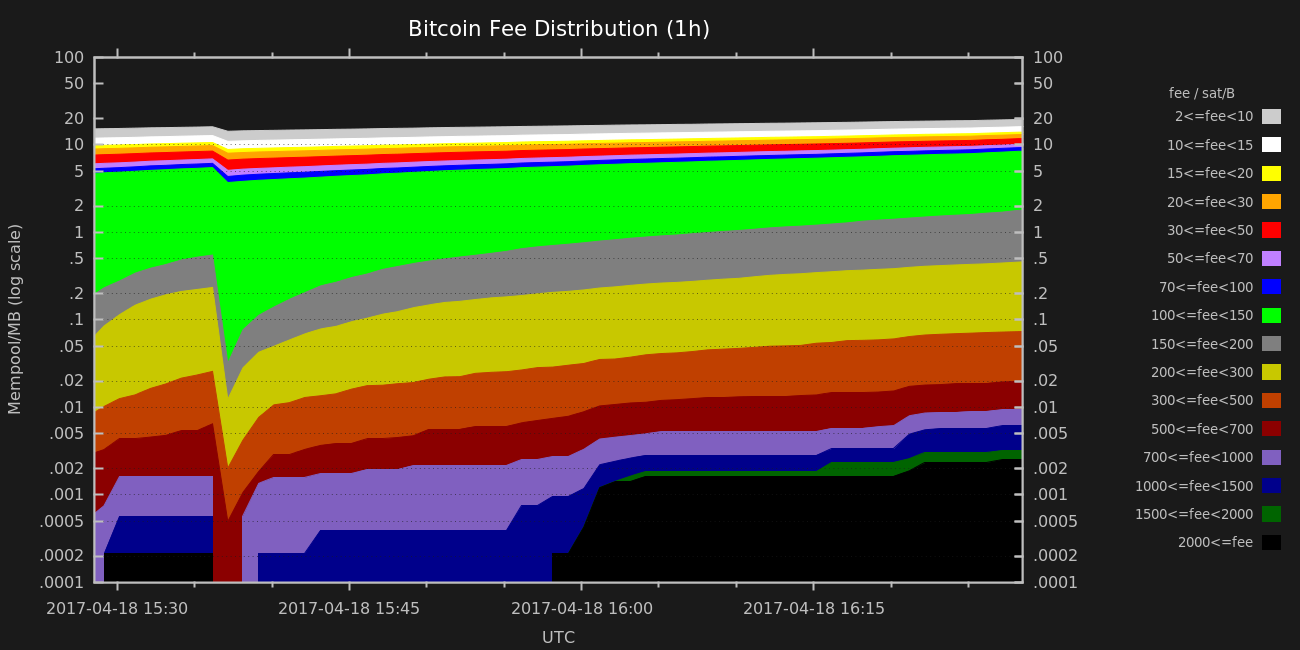 Bitcoin Fee Distribution (1h)
Mempool/MB (log scale)
100
50
20
10
5
2
1
.5
.2
.1
.05
.02
.01
.005
.002
.001
.0005
.0002
.0001
100
50
20
10
5
2
1
.5
.2
.1
.05
.02
.01
.005
.002
.001
.0005
.0002
.0001
2017-04-18 15:30 2017-04-18 15:45 2017-04-18 16:00 2017-04-18 16:15
UTC
fee / sat/B
2<=fee<10
10<=fee<15
15<=fee<20
20<=fee<30
30<=fee<50
50<=fee<70
70<=fee<100
100<=fee<150
150<=fee<200
200<=fee<300
300<=fee<500
500<=fee<700
700<=fee<1000
1000<=fee<1500
1500<=fee<2000
2000<=fee